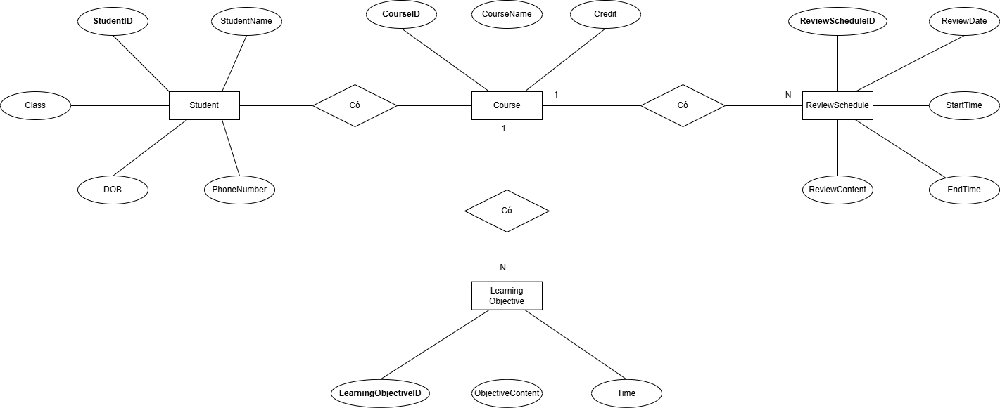 StudentID
StudentName
CourseID
CourseName
Credit
ReviewScheduleID
ReviewDate
Class
Student
Có
Course
1
Có
N
ReviewSchedule
StartTime
1
DOB
PhoneNumber
ReviewContent
EndTime
Có
N
Learning
Objective
LearningObjectiveID
ObjectiveContent
Time